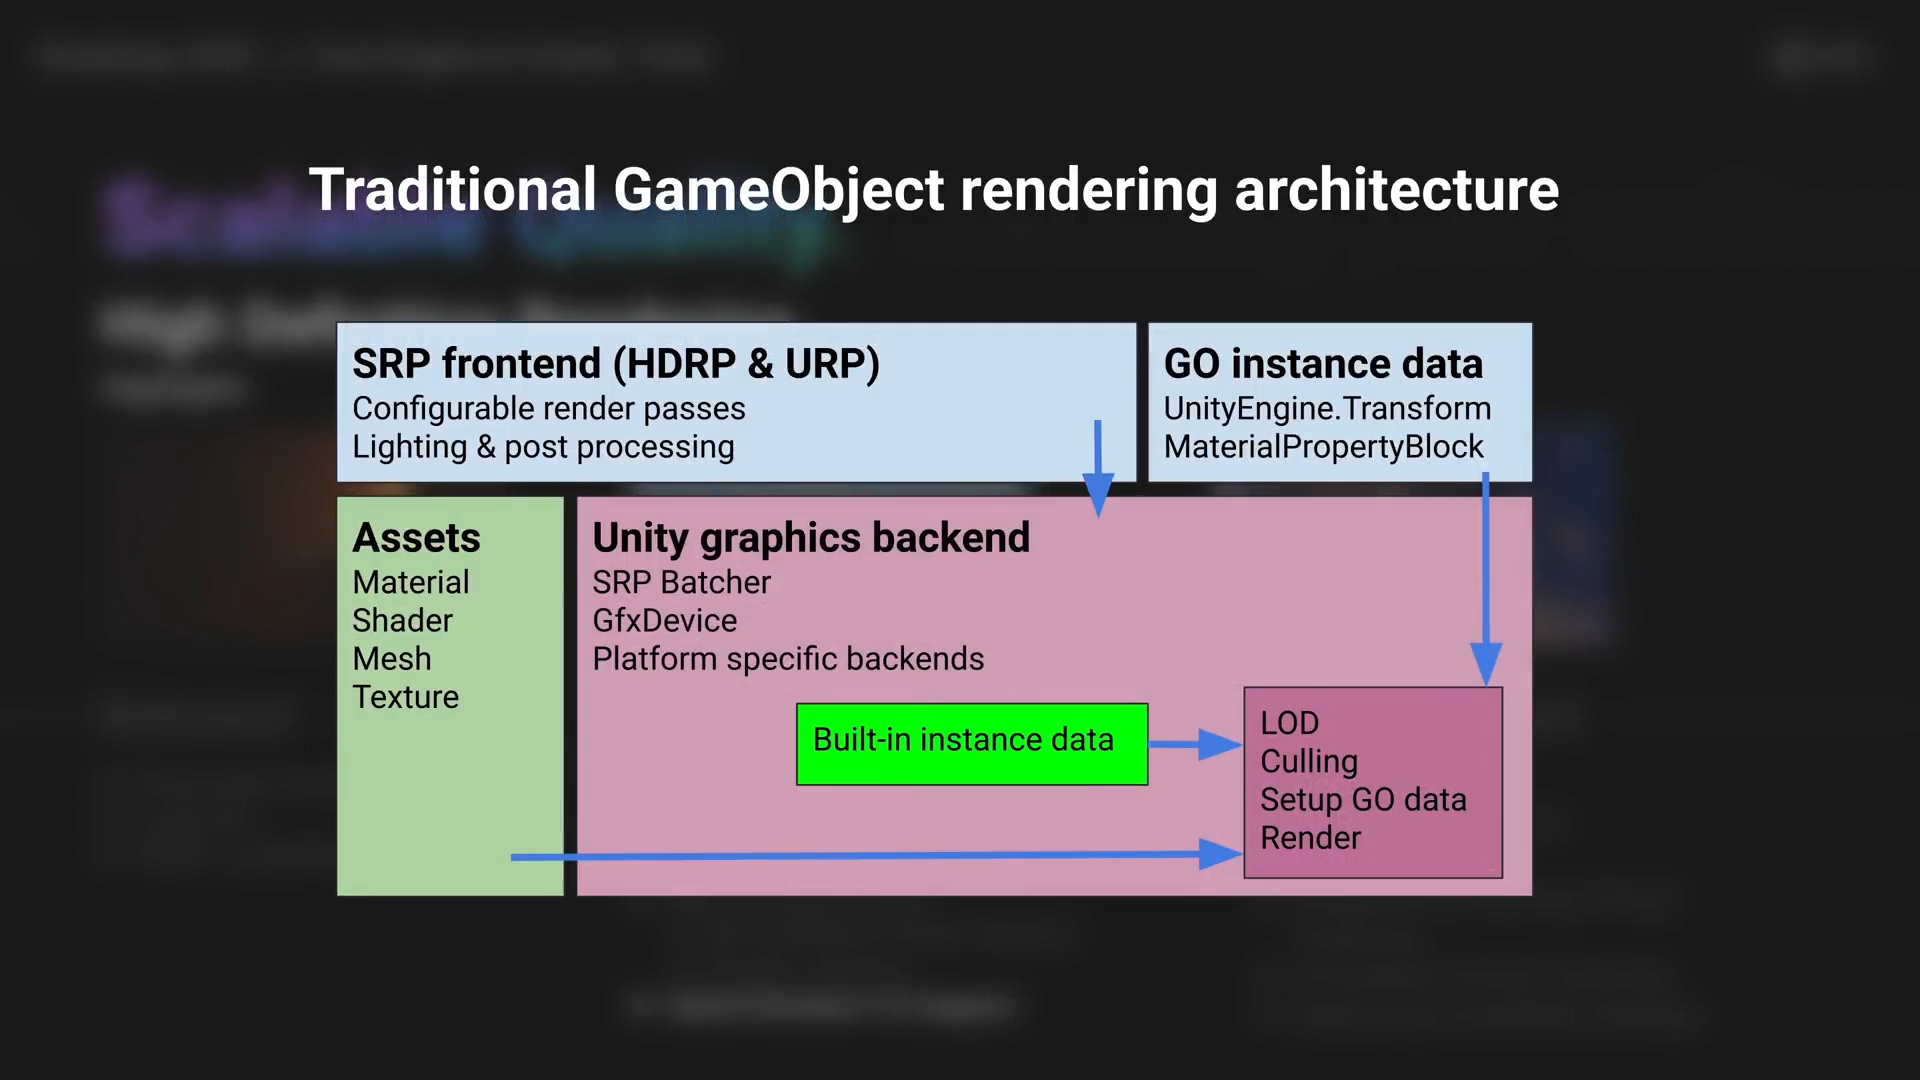 Traditional GameObject rendering architecture
SRP frontend (HDRP & URP)
Configurable render passes
Lighting & post processing
GO instance data
UnityEngine.Transform
MaterialPropertyBlock
Assets
Material
Shader
Mesh
Texture
Unity graphics backend
SRP Batcher
GfxDevice
Platform specific backends
Built-in instance data
LOD
Culling
Setup GO data
Render